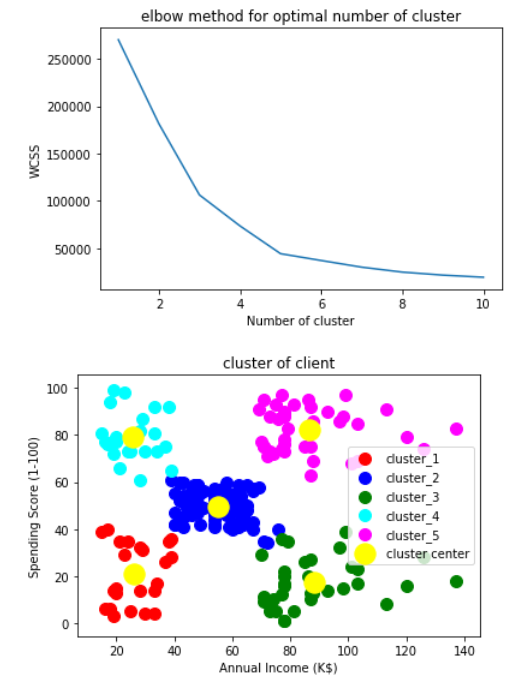 elbow method for optimal number of cluster
250000
200000
150000
100000
50000
WCSS
2 4 6 8 10
Number of cluster
cluster of client
100
80
60
40
20
0
Spending Score (1-100)
cluster_1
cluster_2
cluster_3
cluster_4
cluster_5
cluster center
20 40 60 80 100 120 140
Annual Income (K$)